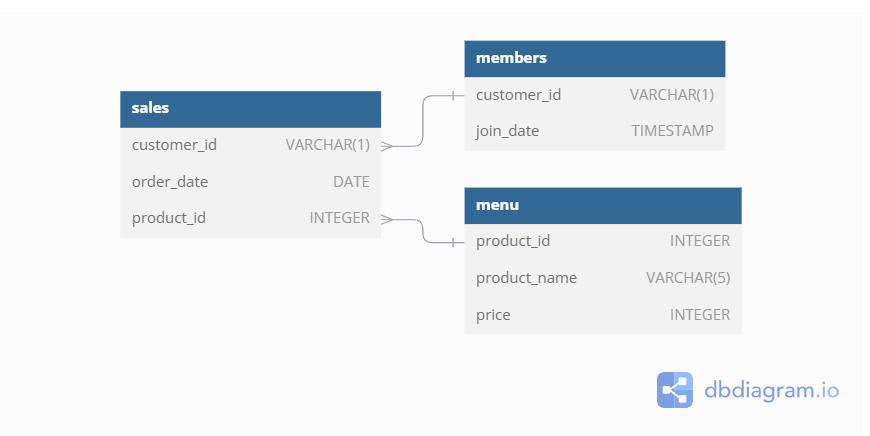 sales
customer_id VARCHAR(1)
order_date DATE
product_id INTEGER
members
customer_id VARCHAR(1)
join_date TIMESTAMP
menu
product_id INTEGER
product_name VARCHAR(5)
price INTEGER
dbdiagram.io